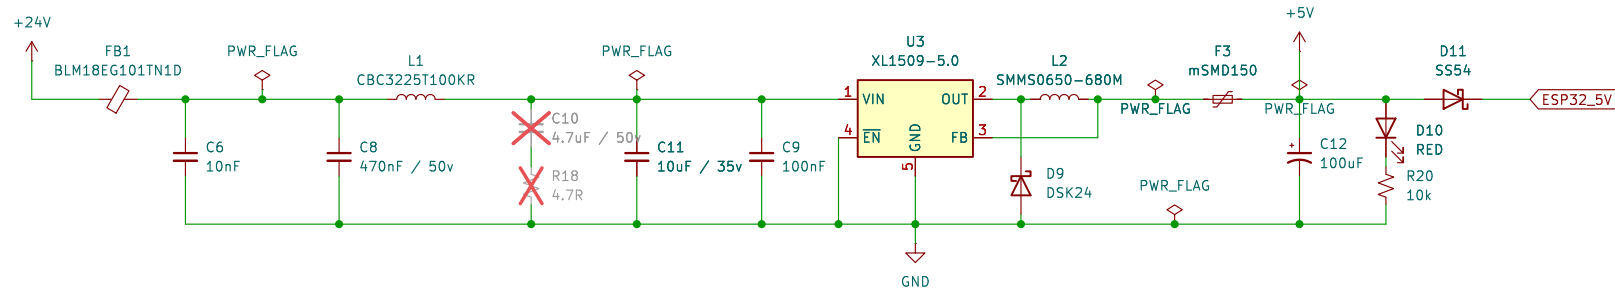 +24V
FB1
BLM18EG101TN1D
PWR_FLAG
L1
CBC3225T100KR
PWR_FLAG
U3
XL1509-5.0
L2
SMMS0650-680M
PWR_FLAG
F3
mSMD150
+5V
PWR_FLAG
D11
SS54
ESP32_5V
1
VIN
OUT
2
4
EN
FB
3
GND
5
C6
10nF
C8
470nF / 50v
C10
4.7uF / 50v
R18
4.7R
C11
10uF / 35v
C9
100nF
D9
DSK24
PWR_FLAG
+
C12
100uF
D10
RED
R20
10k
GND